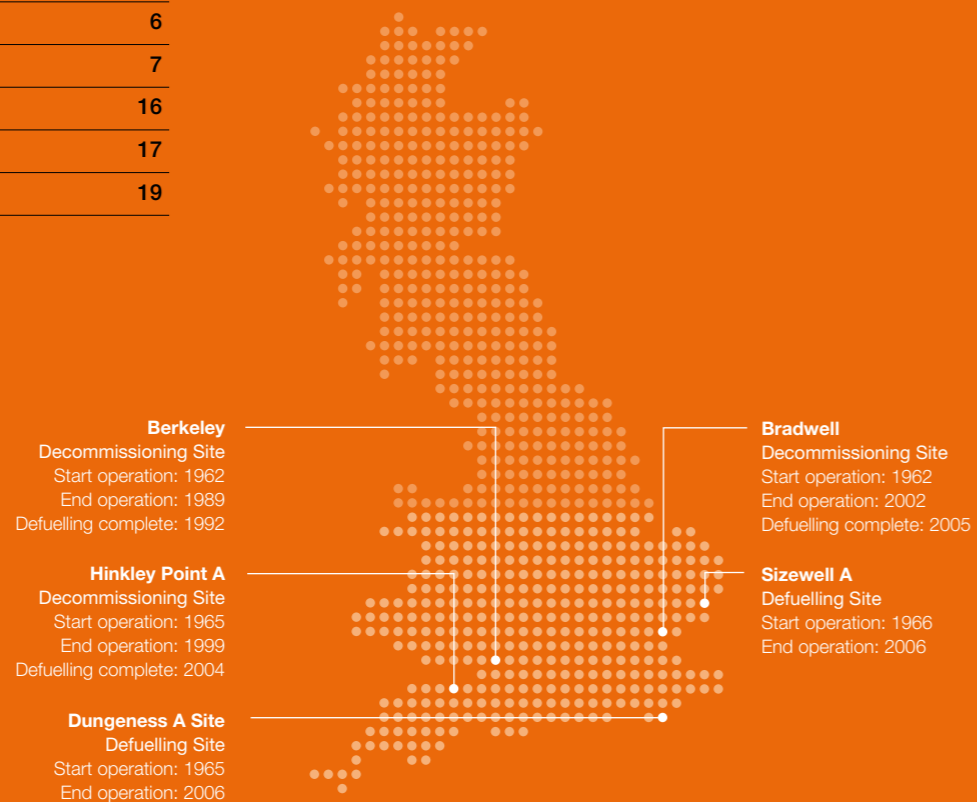 6
7
16
17
19
Berkeley
Decommissioning Site
Start operation: 1962
End operation: 1989
Defuelling complete: 1992
Hinkley Point A
Decommissioning Site
Start operation: 1965
End operation: 1999
Defuelling complete: 2004
Dungeness A Site
Defuelling Site
Start operation: 1965
End operation: 2006
Bradwell
Decommissioning Site
Start operation: 1962
End operation: 2002
Defuelling complete: 2005
Sizewell A
Defuelling Site
Start operation: 1966
End operation: 2006